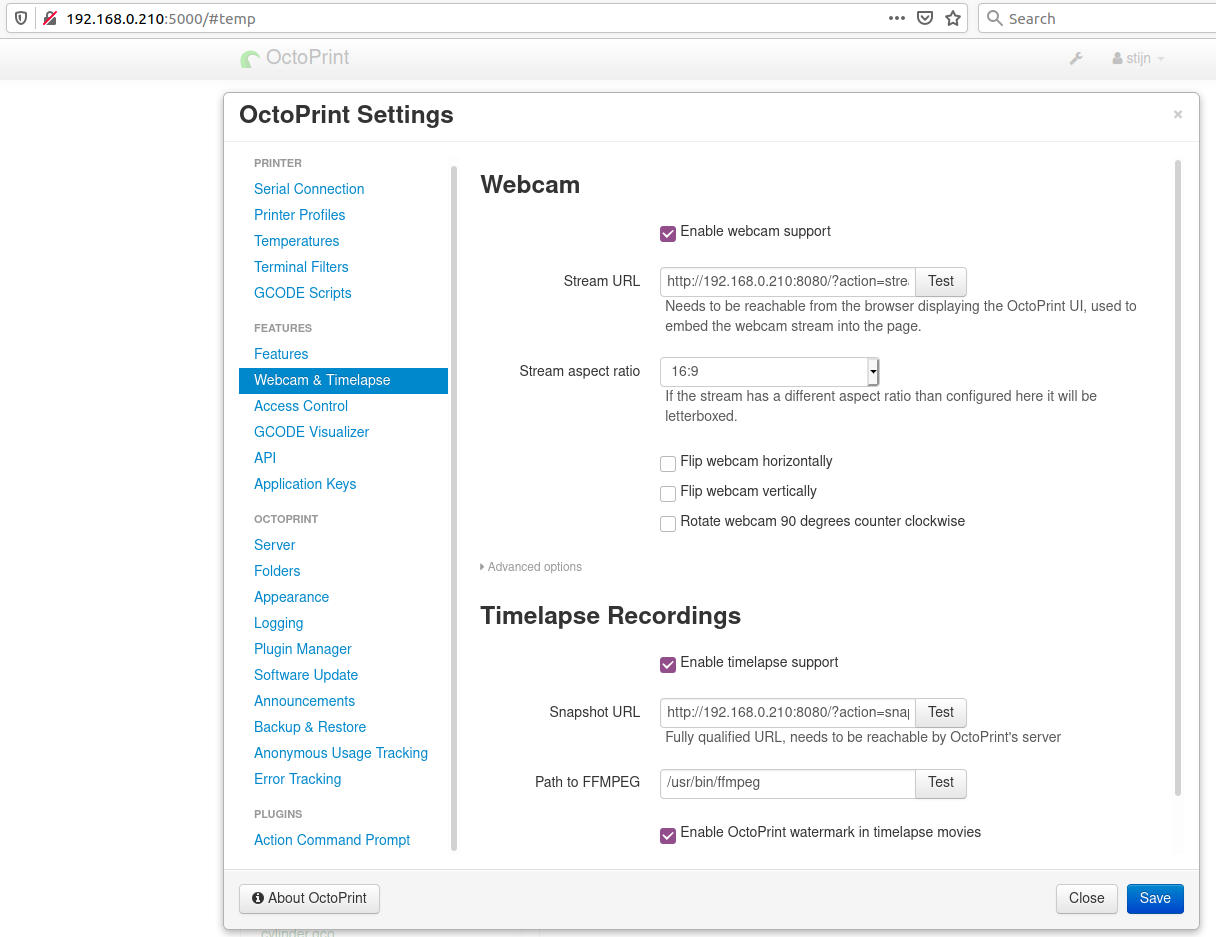 192.168.0.210:5000/#temp
Search
OctoPrint
stijn
OctoPrint Settings
×
PRINTER
Serial Connection
Printer Profiles
Temperatures
Terminal Filters
GCODE Scripts
FEATURES
Features
Webcam & Timelapse
Access Control
GCODE Visualizer
API
Application Keys
OCTOPRINT
Server
Folders
Appearance
Logging
Plugin Manager
Software Update
Announcements
Backup & Restore
Anonymous Usage Tracking
Error Tracking
PLUGINS
Action Command Prompt
Webcam
Enable webcam support
Stream URL http://192.168.0.210:8080/?action=strea Test
Needs to be reachable from the browser displaying the OctoPrint UI, used to
embed the webcam stream into the page.
Stream aspect ratio 16:9
If the stream has a different aspect ratio than configured here it will be
letterboxed.
Flip webcam horizontally
Flip webcam vertically
Rotate webcam 90 degrees counter clockwise
Advanced options
Timelapse Recordings
Enable timelapse support
Snapshot URL http://192.168.0.210:8080/?action=snap Test
Fully qualified URL, needs to be reachable by OctoPrint's server
Path to FFMPEG /usr/bin/ffmpeg Test
Enable OctoPrint watermark in timelapse movies
About OctoPrint
Close
Save
cylinder.gco